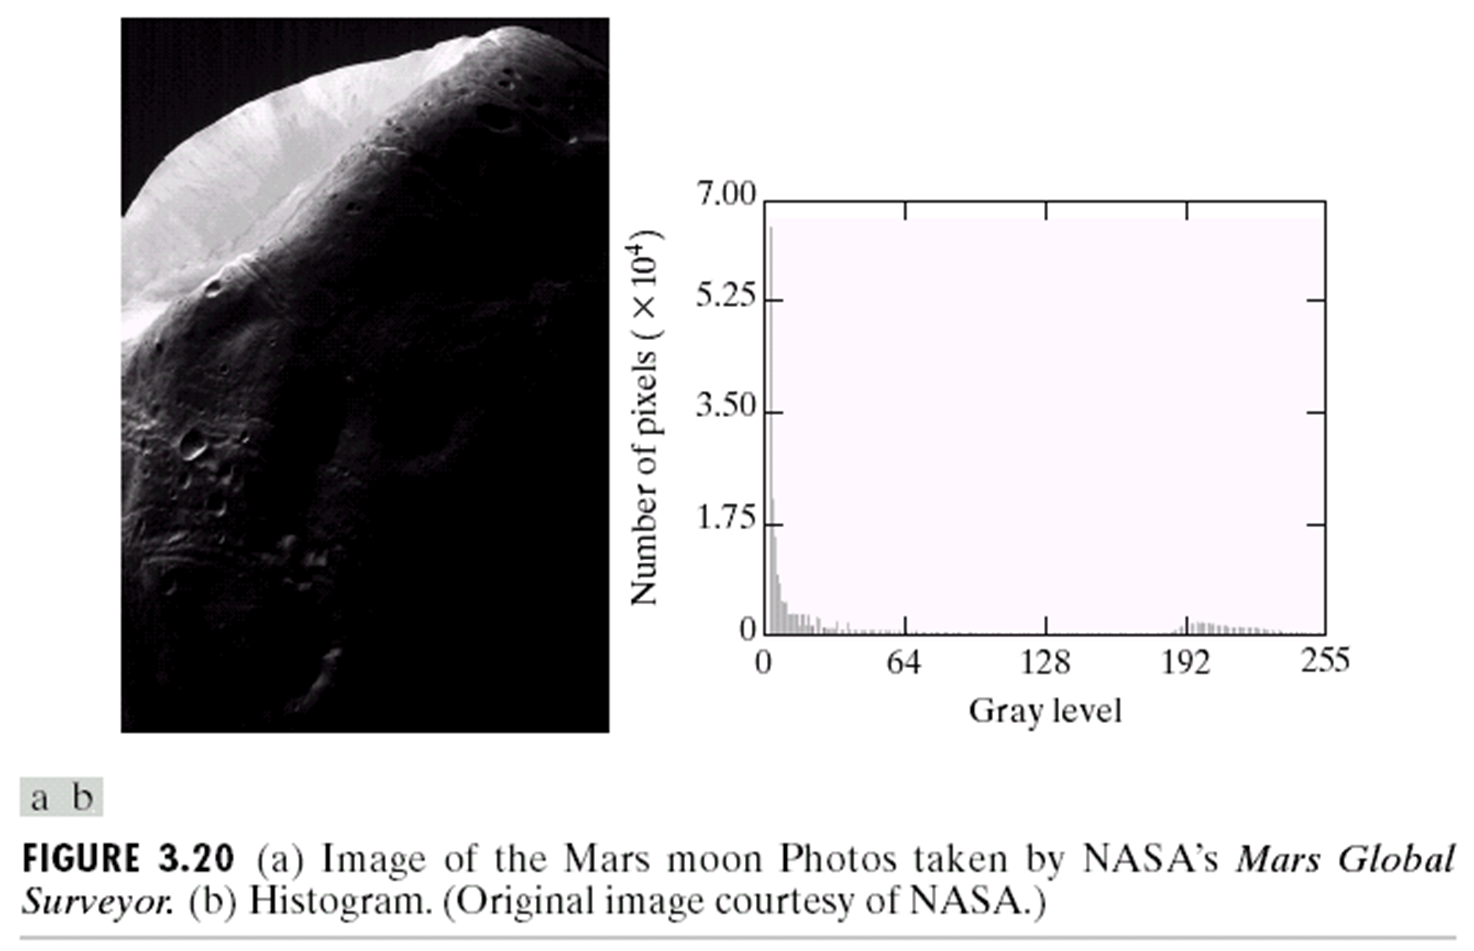 7.00
5.25
3.50
1.75
0
Number of pixels ( × 10⁴)
0 64 128 192 255
Gray level
a b
FIGURE 3.20 (a) Image of the Mars moon Photos taken by NASA's Mars Global
Surveyor. (b) Histogram. (Original image courtesy of NASA.)